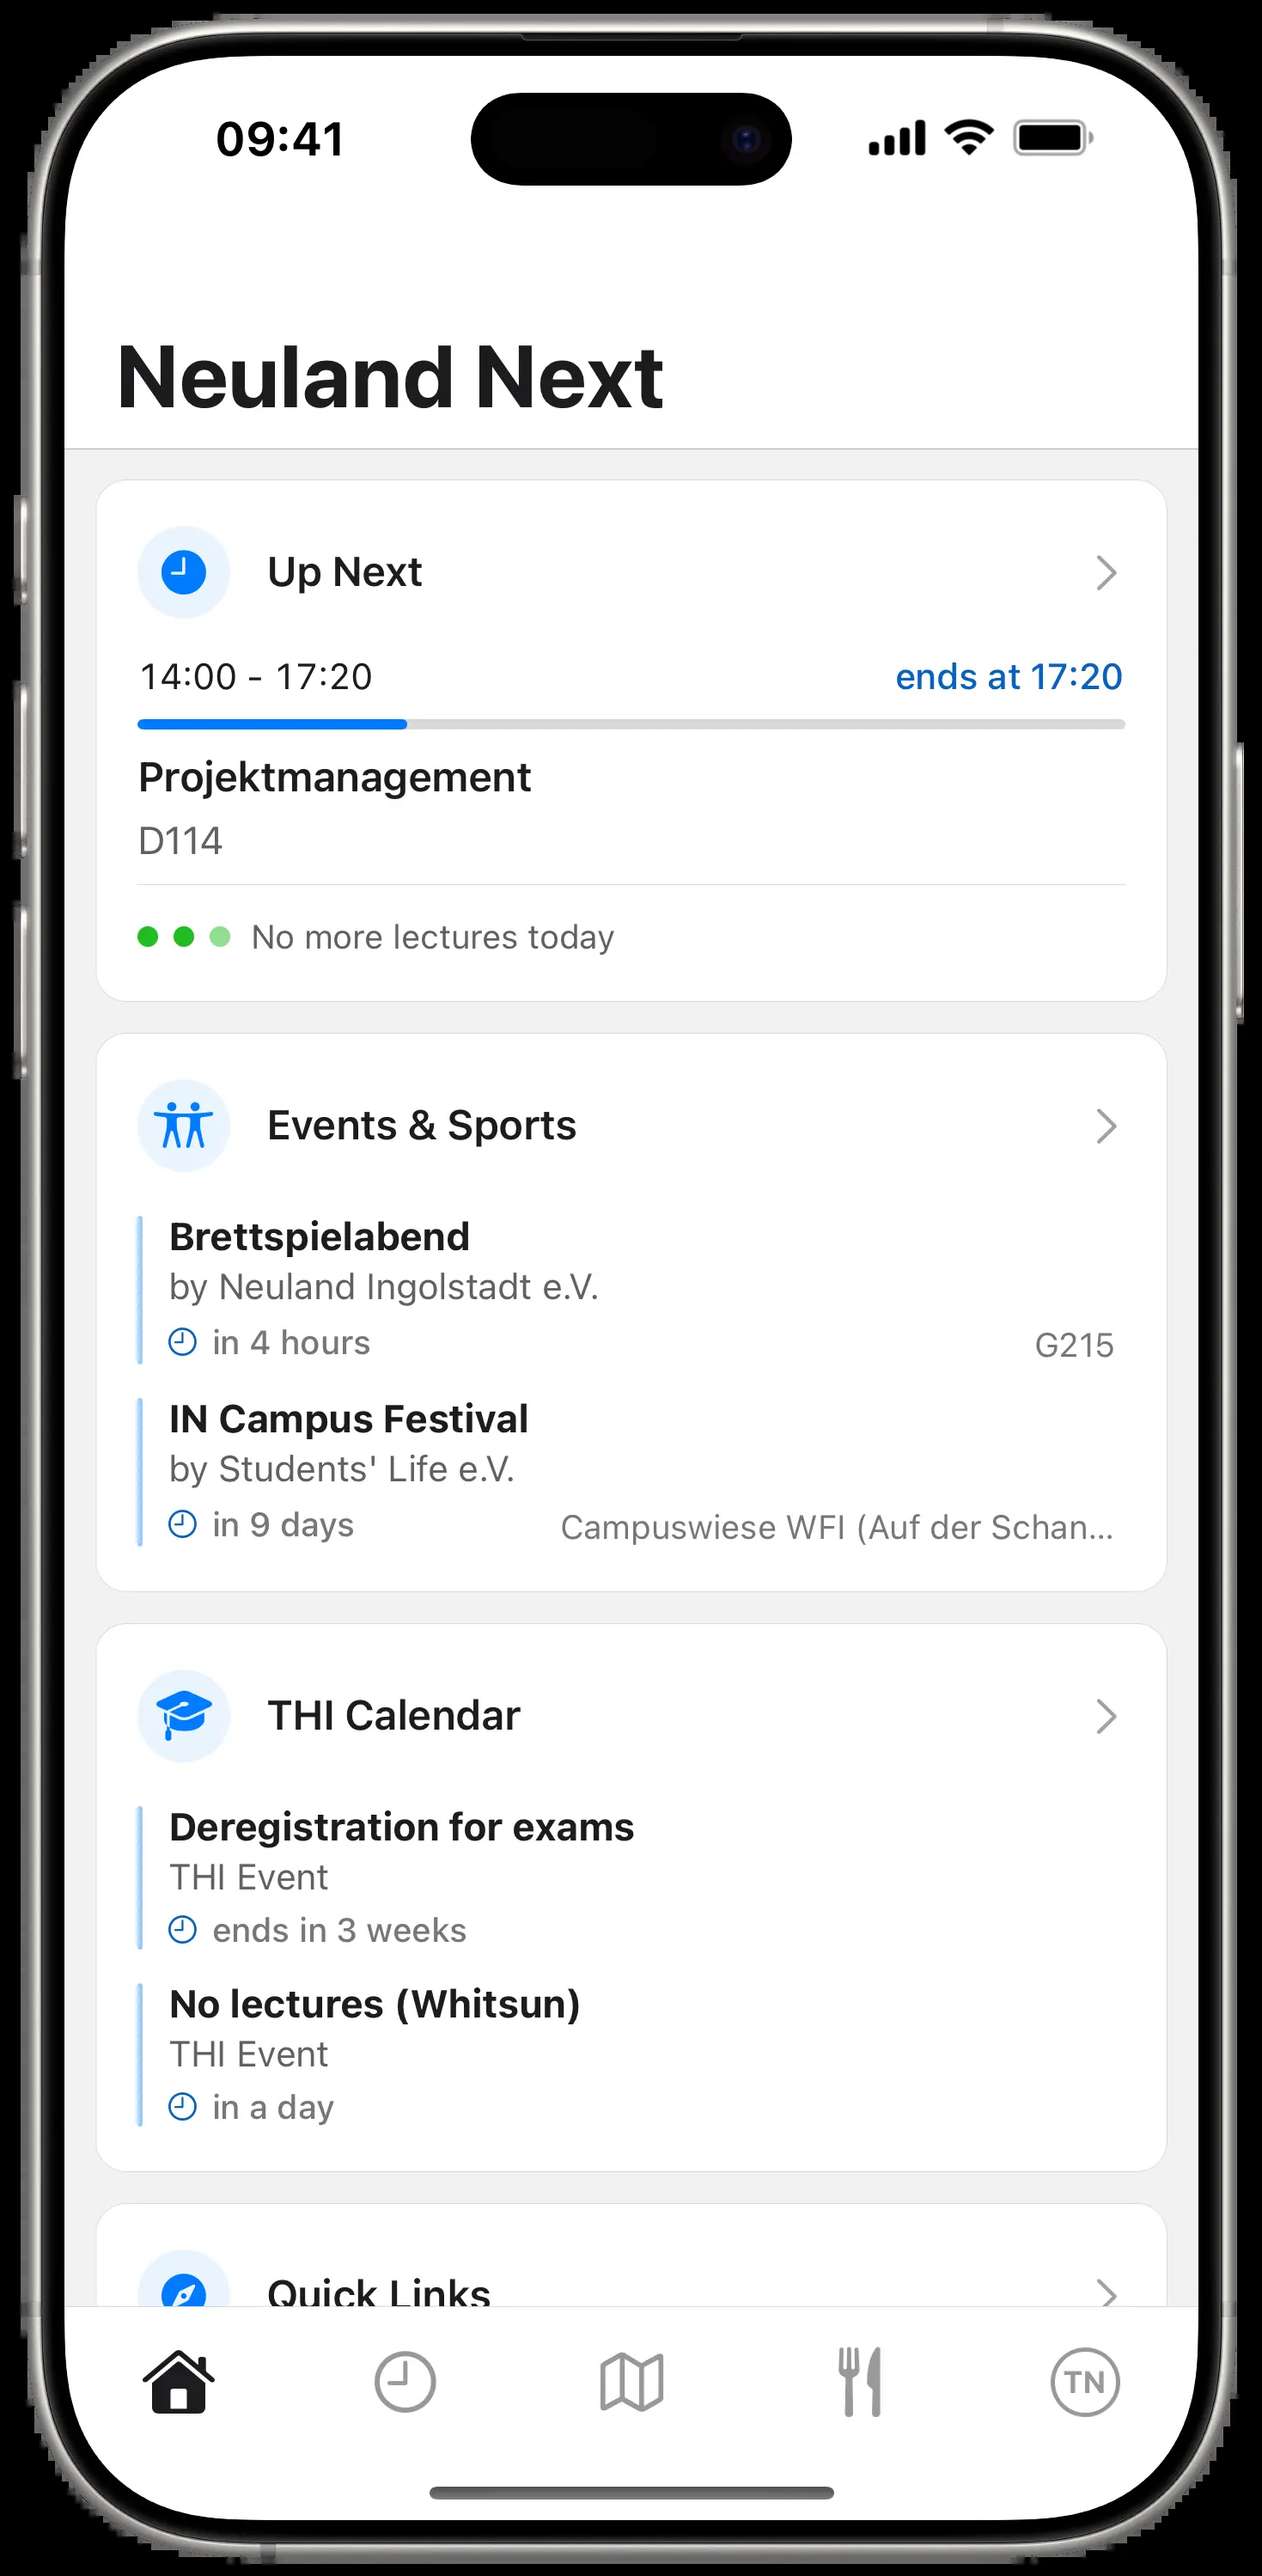 09:41
Neuland Next
Up Next
14:00 - 17:20 ends at 17:20
Projektmanagement
D114
No more lectures today
Events & Sports
Brettspielabend
by Neuland Ingolstadt e.V.
in 4 hours G215
IN Campus Festival
by Students' Life e.V.
in 9 days Campuswiese WFI (Auf der Schan...
THI Calendar
Deregistration for exams
THI Event
ends in 3 weeks
No lectures (Whitsun)
THI Event
in a day
Quick Links
TN